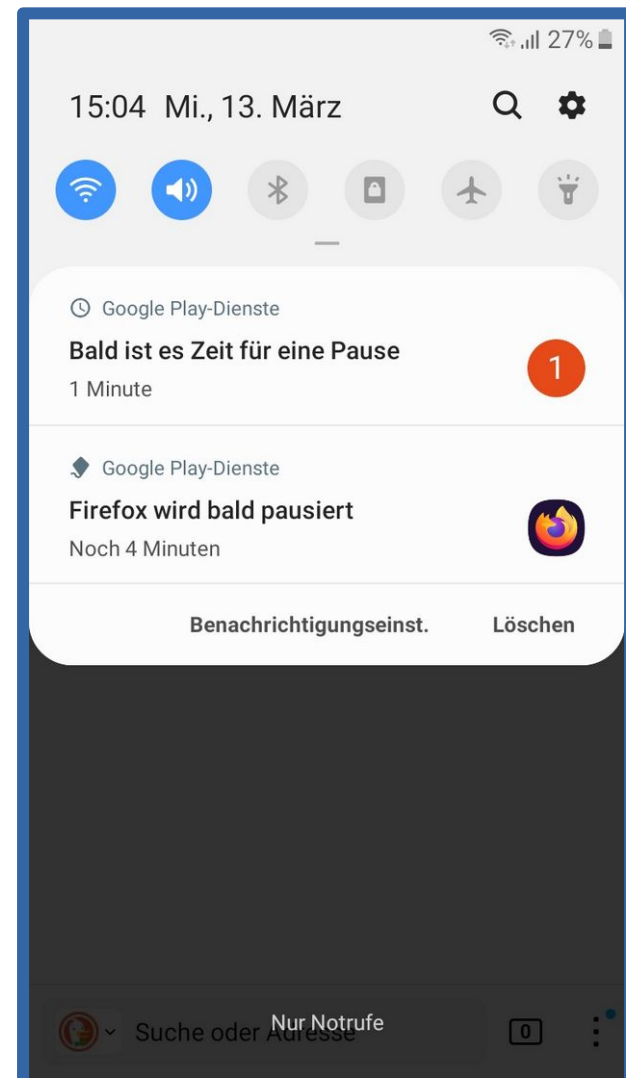 27%
15:04 Mi., 13. März
Google Play-Dienste
Bald ist es Zeit für eine Pause
1 Minute
1
Google Play-Dienste
Firefox wird bald pausiert
Noch 4 Minuten
Benachrichtigungseinst. Löschen
Nur Notrufe
Suche oder Adresse 0